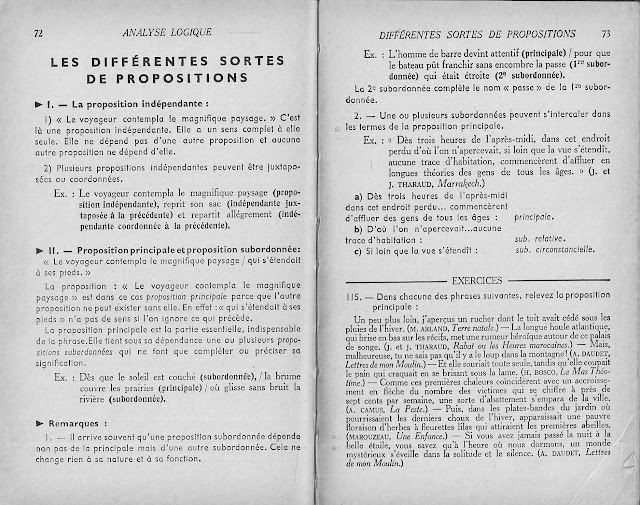 72 ANALYSE LOGIQUE
LES DIFFÉRENTES SORTES
DE PROPOSITIONS
► I. — La proposition indépendante :
1) « Le voyageur contemple le magnifique paysage. » C'est
là une proposition indépendante. Elle a un sens complet à elle
seule. Elle ne dépend pas d'une autre proposition et aucune
autre proposition ne dépend d'elle.
2) Plusieurs propositions indépendantes peuvent être juxtapo-
sées ou coordonnées.
Ex. : Le voyageur contempla le magnifique paysage (propo-
sition indépendante), reprit son sac (indépendante jux-
taposée à la précédente) et repartit allègrement (indé-
pendante coordonnée à la précédente).
► II. — Proposition principale et proposition subordonnée:
« Le voyageur contempla le magnifique paysage / qui s'étendait
à ses pieds. »
La proposition : « Le voyageur contempla le magnifique
paysage » est dans ce cas proposition principale parce que l'autre
proposition ne peut exister sans elle. En effet : « qui s'étendait à ses
pieds » n'a pas de sens si l'on ignore ce qui précède.
La proposition principale est la partie essentielle, indispensable
de la phrase. Elle tient sous sa dépendance une ou plusieurs propo-
sitions subordonnées qui ne font que compléter ou préciser sa
signification.
Ex. : Dès que le soleil est couché (subordonnée), / la brume
couvre les prairies (principale) / où glisse sans bruit la
rivière (subordonnée).
► Remarques :
1. — Il arrive souvent qu'une proposition subordonnée dépende
non pas de la principale mais d'une autre subordonnée. Cela ne
change rien à sa nature et à sa fonction.
DIFFÉRENTES SORTES DE PROPOSITIONS 73
Ex. : L'homme de barre devint attentif (principale) / pour que
le bateau pût franchir sans encombre la passe (1re subor-
donnée) qui était étroite (2e subordonnée).
La 2e subordonnée complète le nom « passe » de la 1re subor-
donnée.
2. — Une ou plusieurs subordonnées peuvent s'intercaler dans
les termes de la proposition principale.
Ex. : « Dès trois heures de l'après-midi, dans cet endroit
perdu d'où l'on n'apercevait, si loin que la vue s'étendît,
aucune trace d'habitation, commencèrent d'affluer en
longues théories des gens de tous les âges. » (J. et
J. THARAUD, Marrakech.)
a) Dès trois heures de l'après-midi
dans cet endroit perdu... commencèrent
d'affluer des gens de tous les âges : principale.
b) D'où l'on n'apercevait...aucune
trace d'habitation : sub. relative.
c) Si loin que la vue s'étendît : sub. circonstancielle.
EXERCICES
115. — Dans chacune des phrases suivantes, relevez la proposition
principale :
Un peu plus loin, j'aperçus un rucher dont le toit avait cédé sous les
pluies de l'hiver. (M. ARLAND, Terre natale.) — La longue houle atlantique,
qui brise en bas sur les récifs, met une rumeur héroïque autour de ce palais
de songe. (J. et J. THARAUD, Rabat ou les Heures marocaines.) — Mais,
malheureuse, tu ne sais pas qu'il y a le loup dans la montagne! (A. DAUDET,
Lettres de mon Moulin.) — Et elle souriait toute seule, tandis qu'elle coupait
le pain qui craquait en se brisant sous la lame. (H. BOSCO, Le Mas Théo-
time.) — Comme ces premières chaleurs coïncidèrent avec un accroisse-
ment en flèche du nombre des victimes qui se chiffre à près de
sept cents par semaine, une sorte d'abattement s'empara de la ville.
(A. CAMUS, La Peste.) — Puis, dans les plates-bandes du jardin où
pourrissaient les derniers choux de l'hiver, apparaissait une pauvre
floraison d'herbes à fleurettes lilas qui attiraient les premières abeilles.
(MAROUZEAU, Une Enfance.) — Si vous avez jamais passé la nuit à la
belle étoile, vous savez qu'à l'heure où nous dormons, un monde
mystérieux s'éveille dans la solitude et le silence. (A. DAUDET, Lettres
de mon Moulin.)